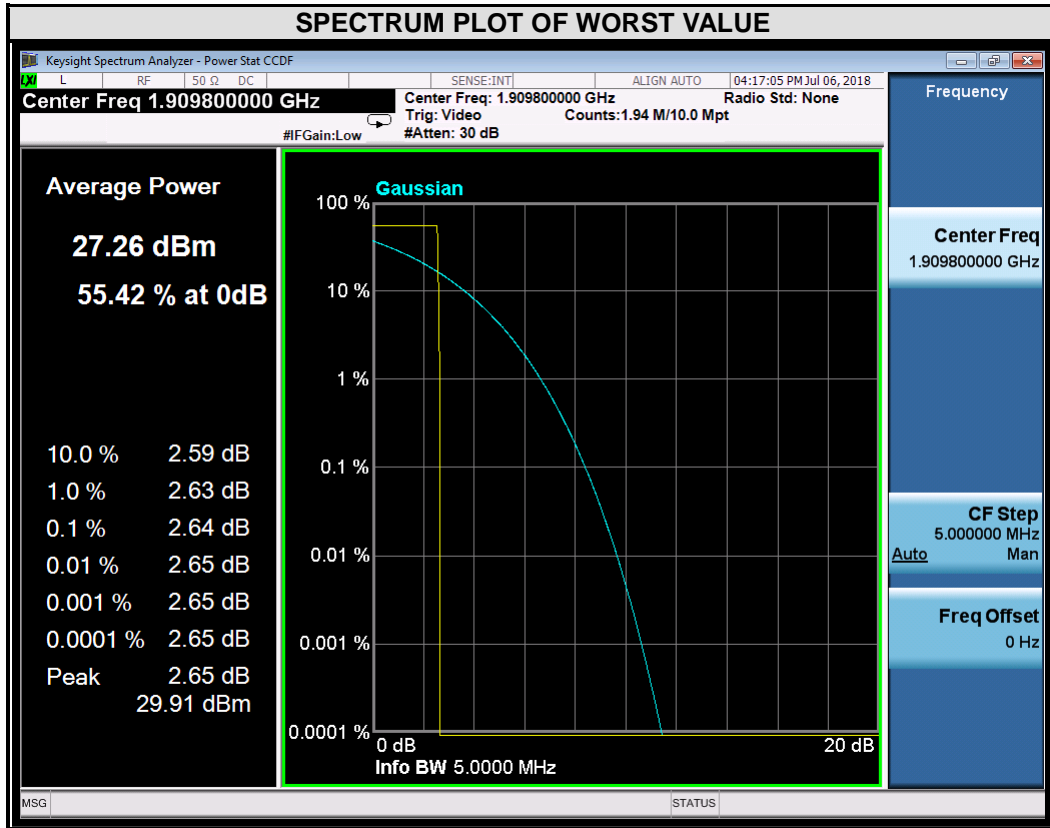 SPECTRUM PLOT OF WORST VALUE
Keysight Spectrum Analyzer - Power Stat CCDF
LXI L RF 50 Ω DC SENSE:INT ALIGN AUTO 04:17:05 PM Jul 06, 2018
Center Freq 1.909800000 GHz
#IFGain:Low
Center Freq: 1.909800000 GHz Radio Std: None
Trig: Video Counts:1.94 M/10.0 Mpt
#Atten: 30 dB
Average Power
27.26 dBm
55.42 % at 0dB
10.0 % 2.59 dB
1.0 % 2.63 dB
0.1 % 2.64 dB
0.01 % 2.65 dB
0.001 % 2.65 dB
0.0001 % 2.65 dB
Peak 2.65 dB
29.91 dBm
Gaussian
100 %
10 %
1 %
0.1 %
0.01 %
0.001 %
0.0001 %
0 dB 20 dB
Info BW 5.0000 MHz
Frequency
Center Freq
1.909800000 GHz
CF Step
5.000000 MHz
Auto Man
Freq Offset
0 Hz
MSG STATUS